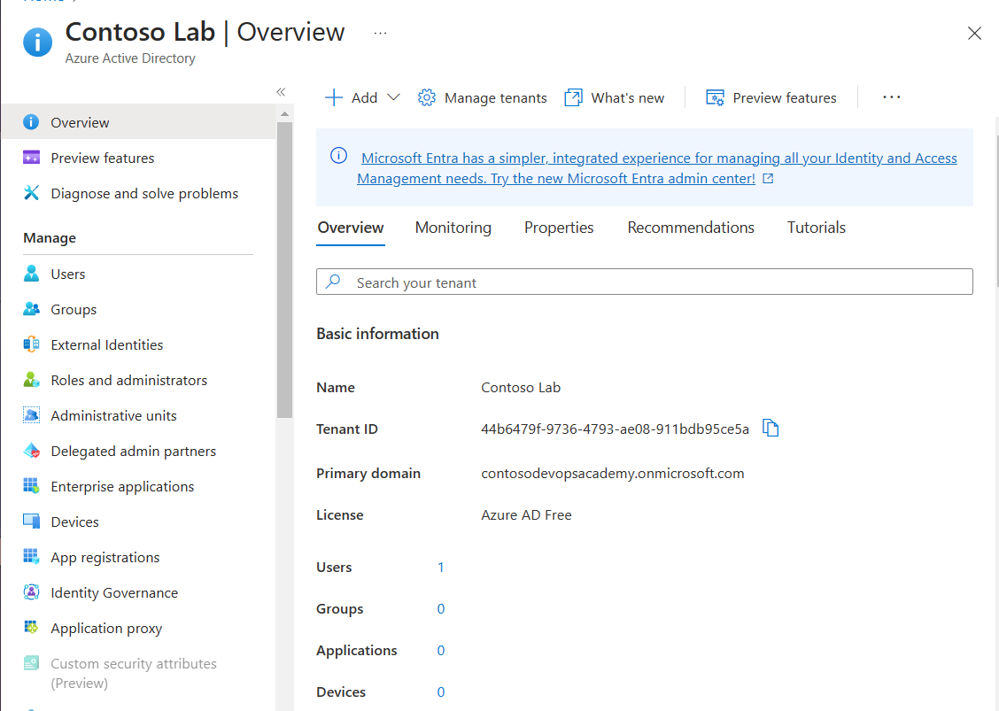 Home
Contoso Lab | Overview ...
Azure Active Directory
«
Overview
Preview features
Diagnose and solve problems
Manage
Users
Groups
External Identities
Roles and administrators
Administrative units
Delegated admin partners
Enterprise applications
Devices
App registrations
Identity Governance
Application proxy
Custom security attributes
(Preview)
Add
Manage tenants
What's new
Preview features
...
Microsoft Entra has a simpler, integrated experience for managing all your Identity and Access
Management needs. Try the new Microsoft Entra admin center!
Overview Monitoring Properties Recommendations Tutorials
Search your tenant
Basic information
Name Contoso Lab
Tenant ID 44b6479f-9736-4793-ae08-911bdb95ce5a
Primary domain contosodevopsacademy.onmicrosoft.com
License Azure AD Free
Users 1
Groups 0
Applications 0
Devices 0